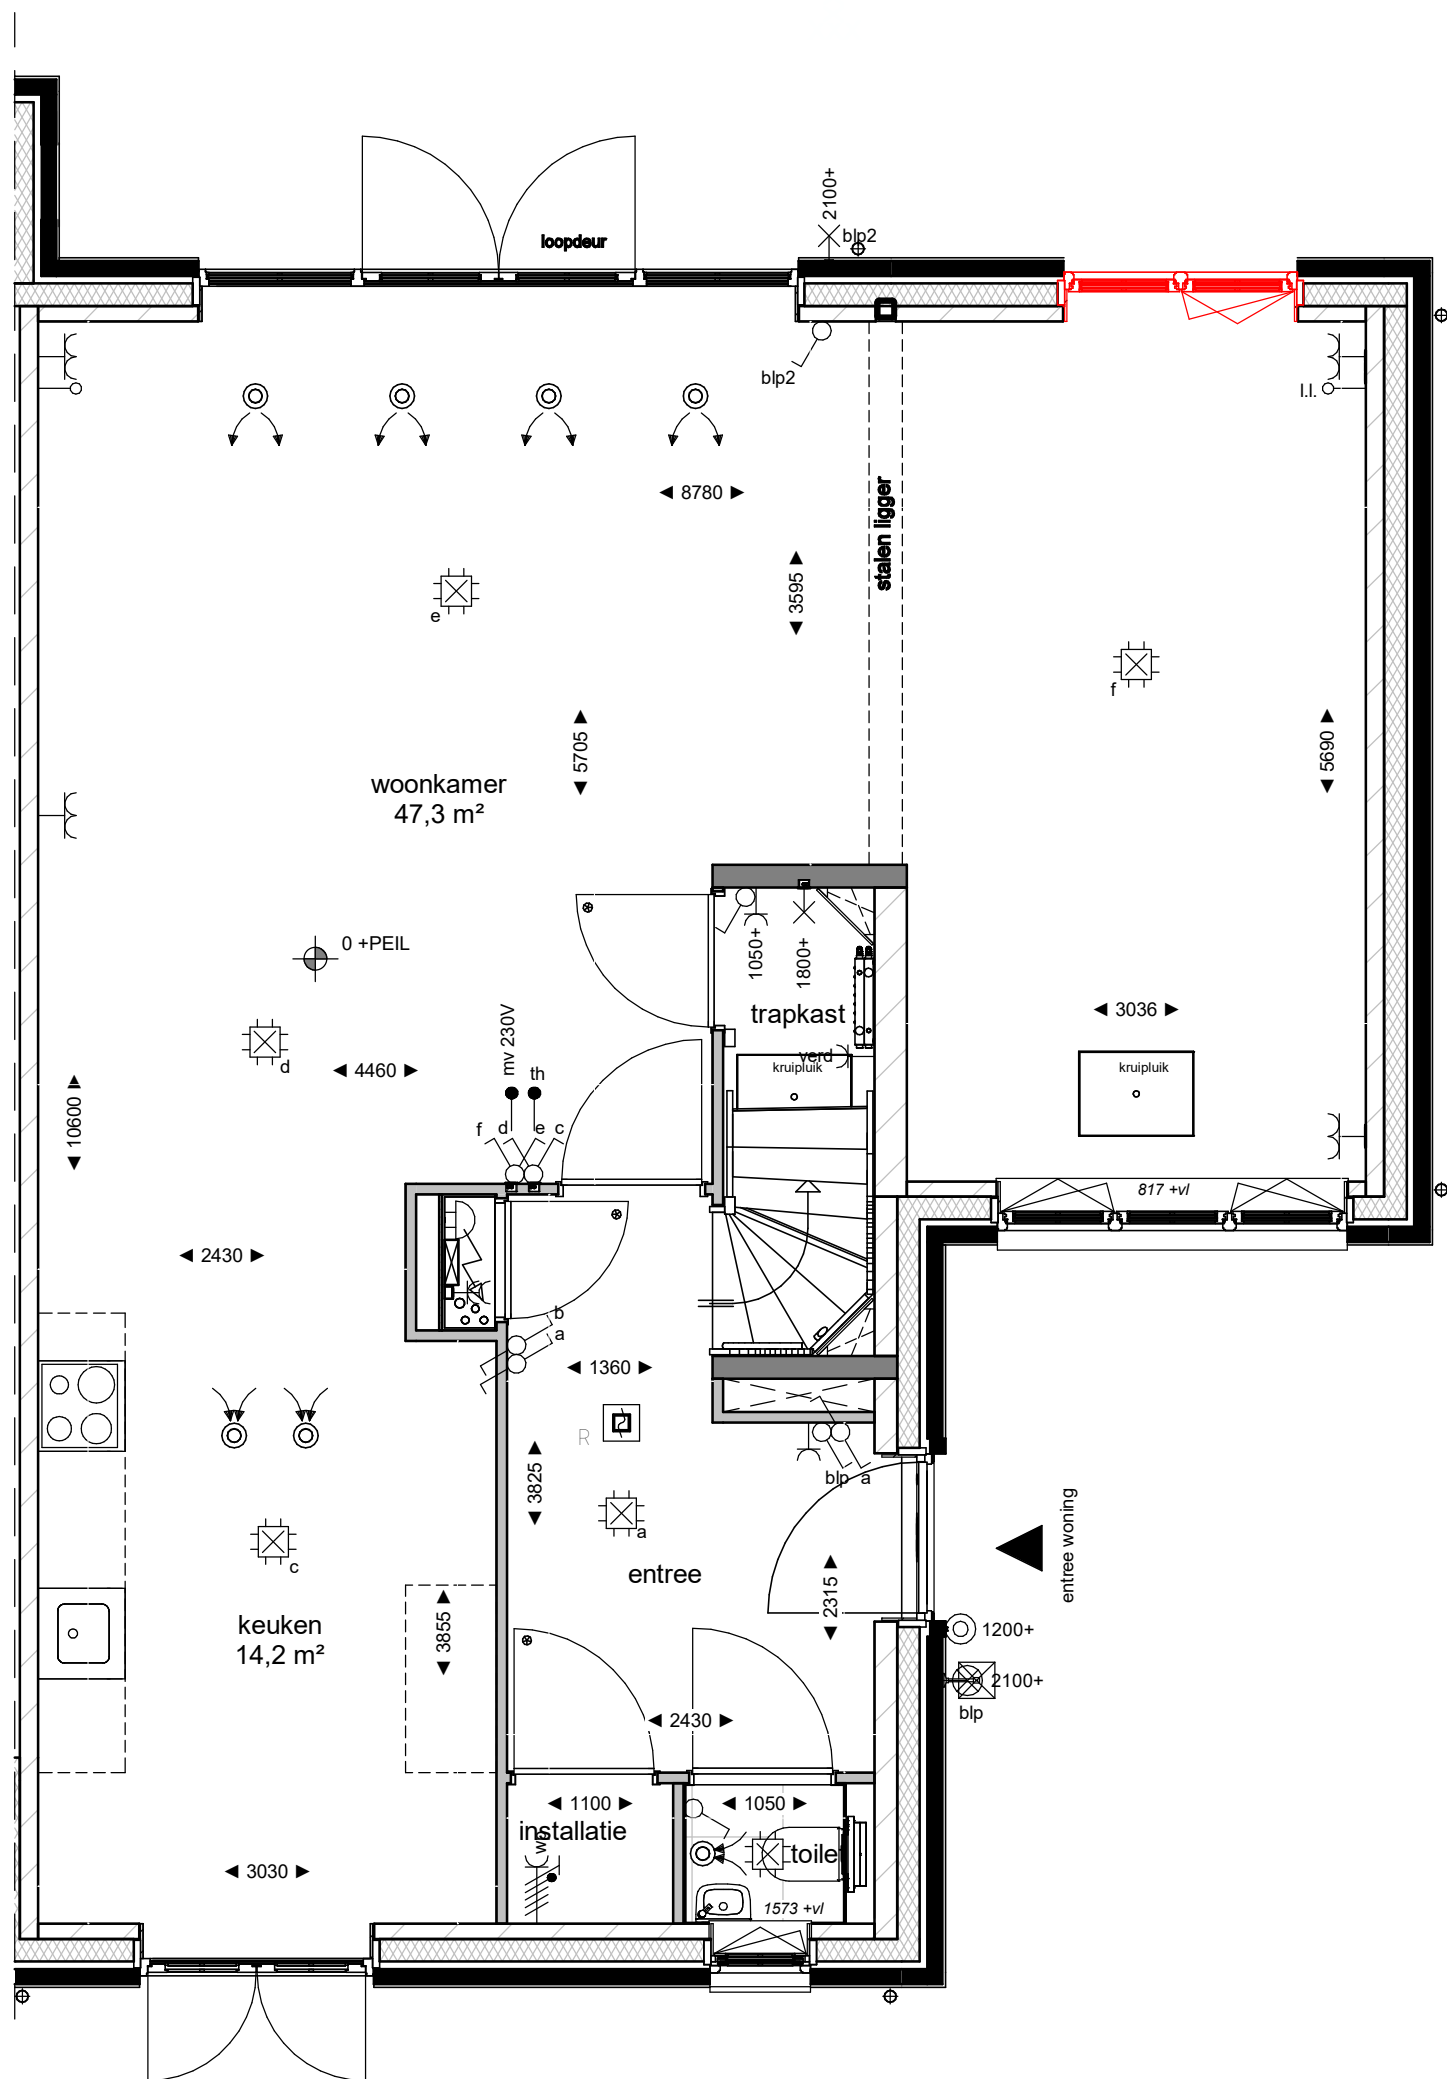 2100+
blp2
loopdeur
blp2
l.l.
8780
stalen ligger
3595
e
f
5705
5690
woonkamer
47,3 m²
0 +PEIL
1050+
1800+
trapkast
3036
d
4460
mv 230V
th
verd
kruipluik
kruipluik
10600
f
d
e
c
817 +vl
2430
b
a
1360
R
3825
blp
a
a
entree woning
c
entree
2315
keuken
14,2 m²
3855
1200+
2100+
blp
2430
1100
1050
installatie
wp
toile
3030
1573 +vl